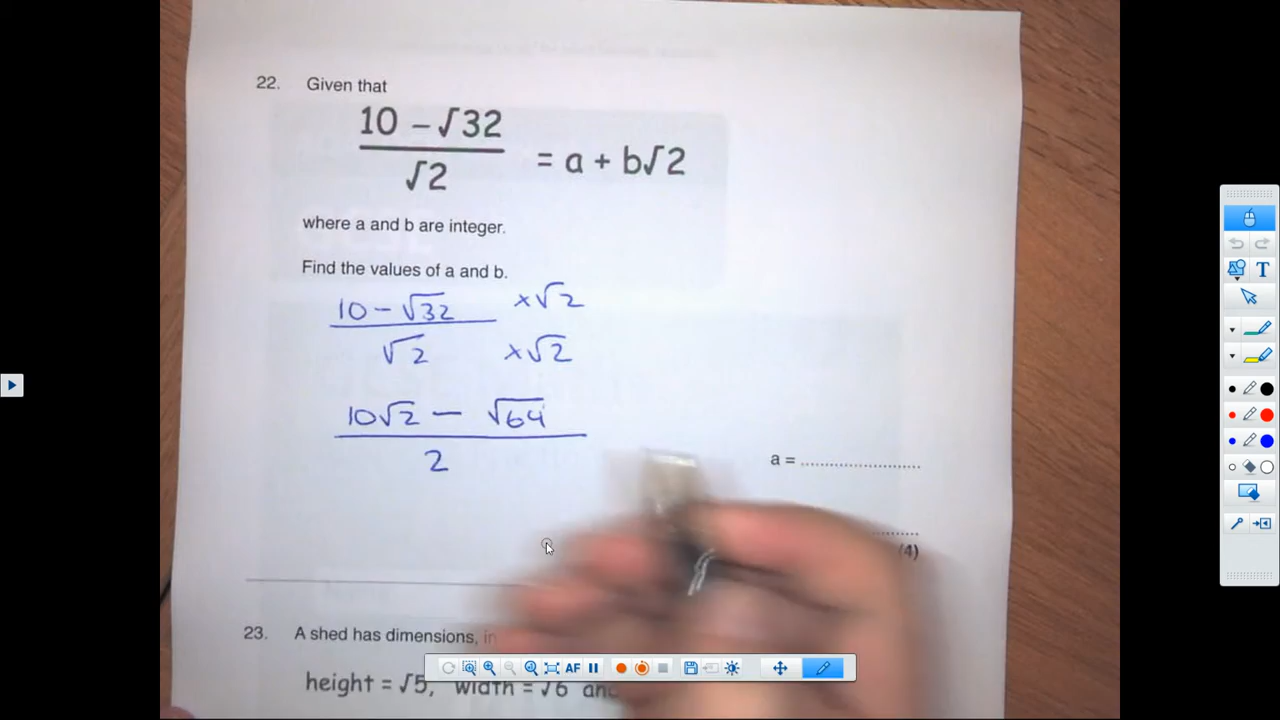 22. Given that
10 - √32
√2
= a + b√2
where a and b are integer.
Find the values of a and b.
10 - √32 ×√2
√2 ×√2
10√2 - √64
2
a = ........................
(4)
23. A shed has dimensions, in
height = √5, width = √6 and
T
AF